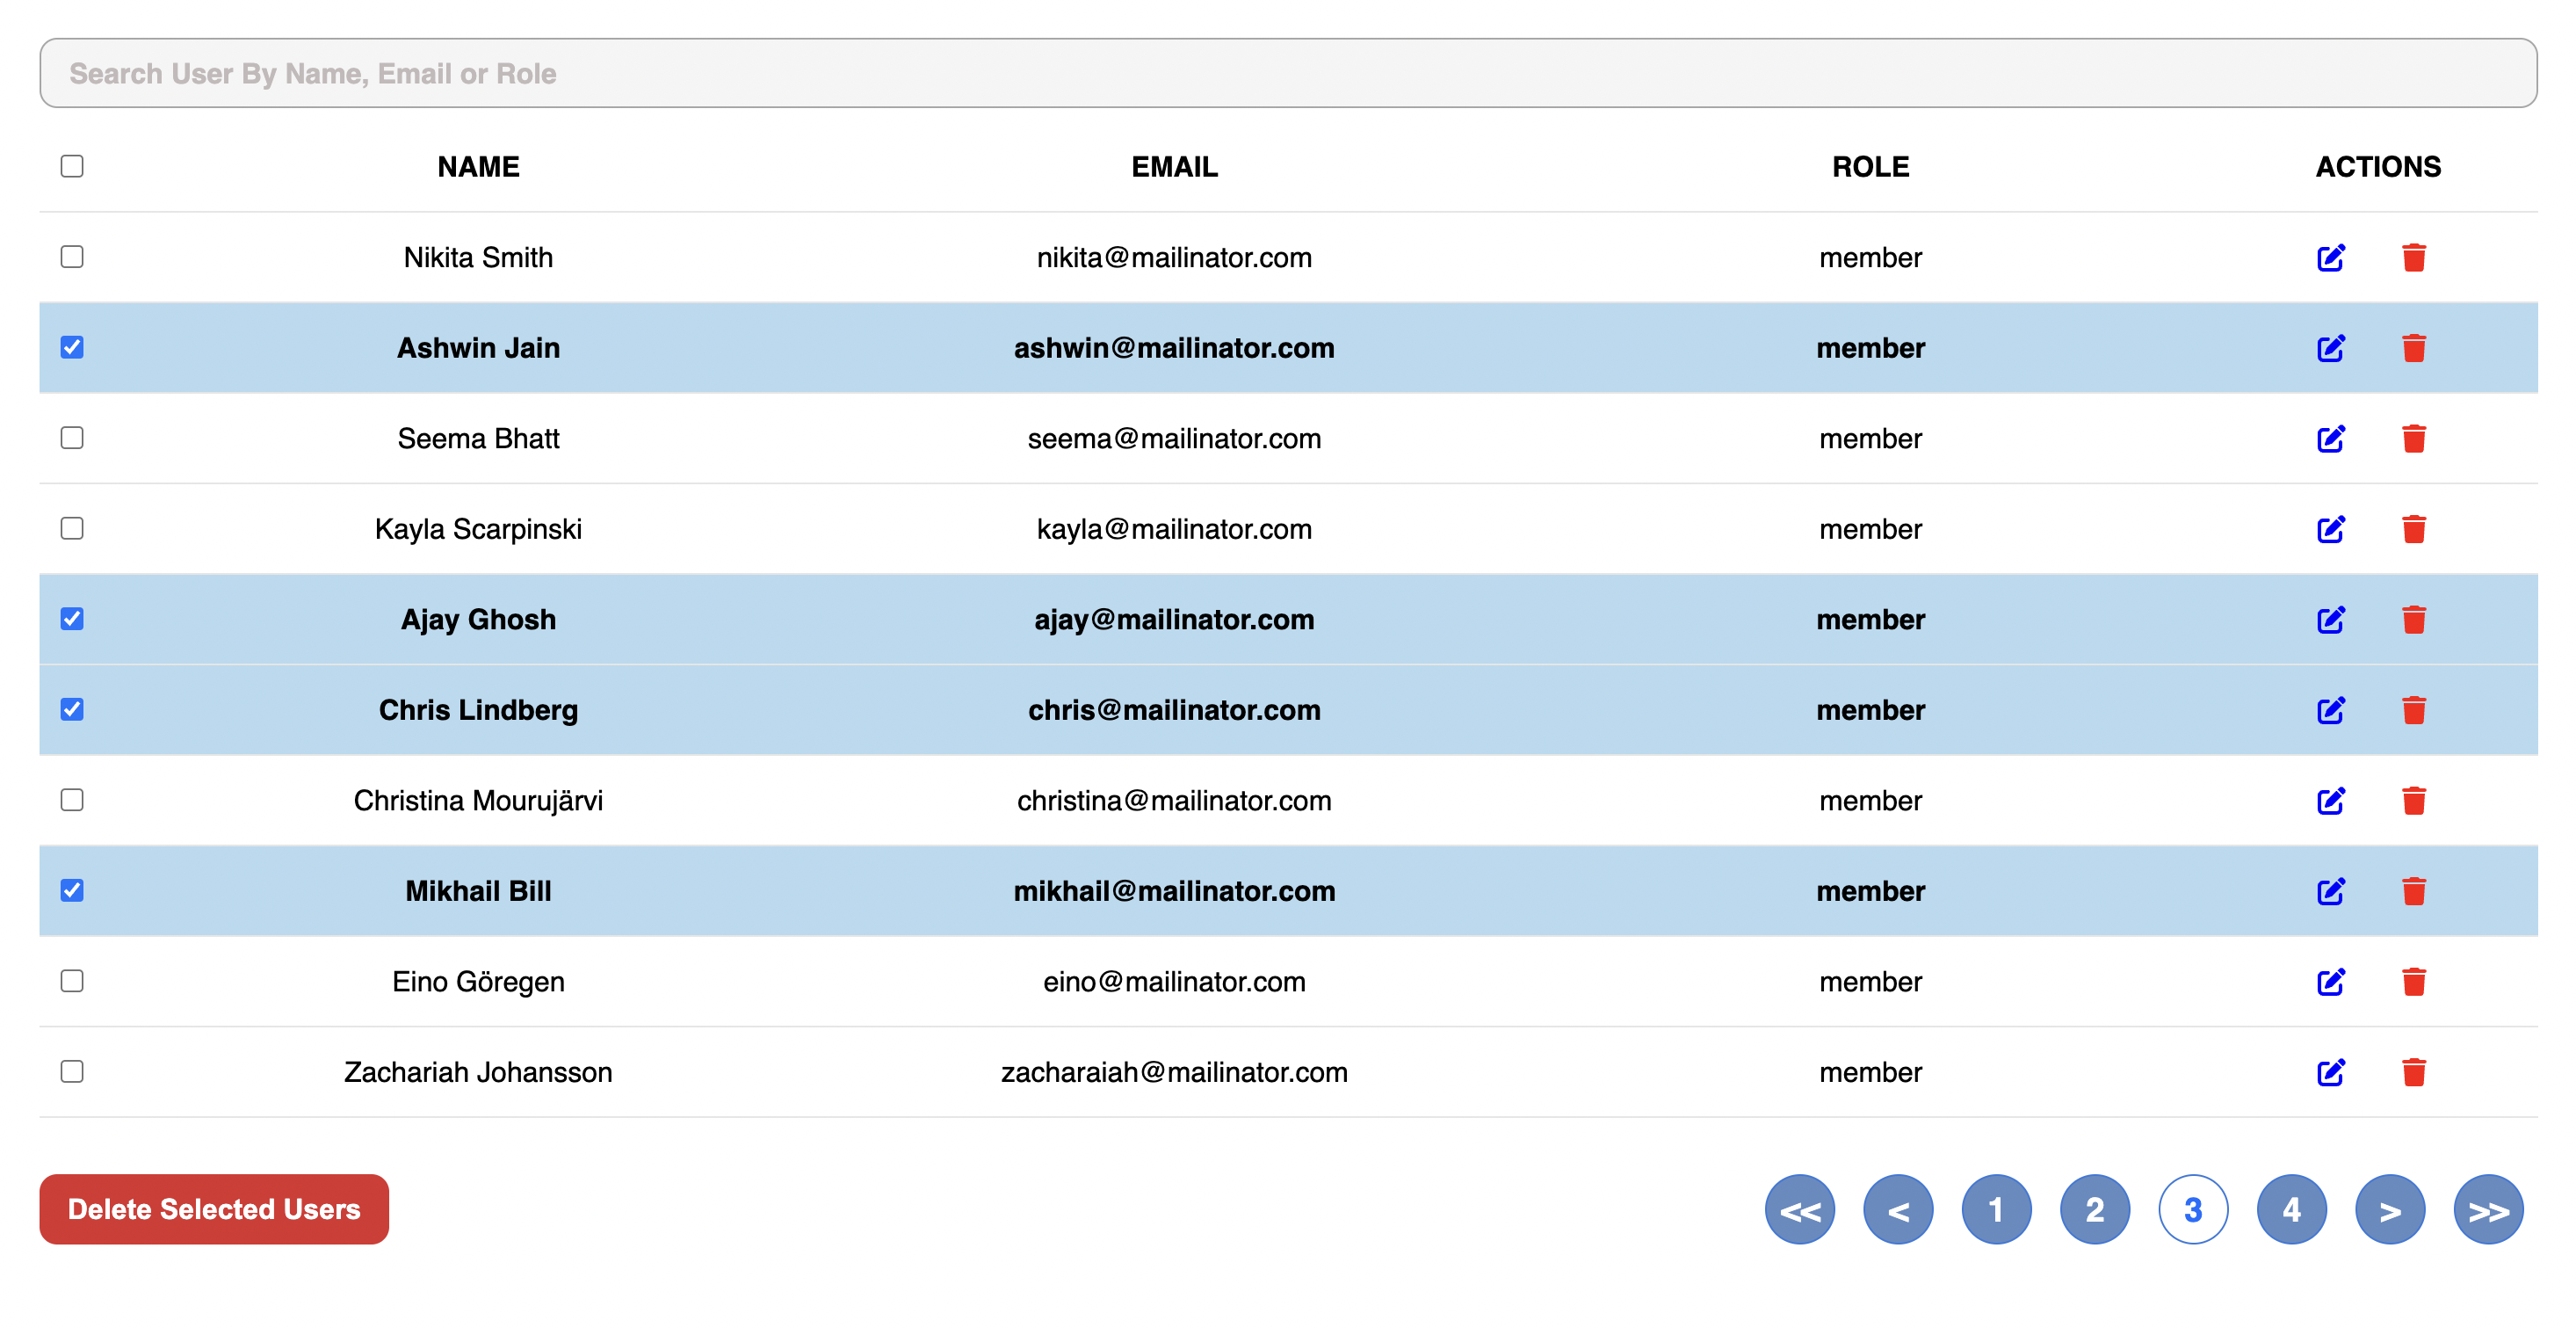 Search User By Name, Email or Role
NAME EMAIL ROLE ACTIONS
Nikita Smith nikita@mailinator.com member
Ashwin Jain ashwin@mailinator.com member
Seema Bhatt seema@mailinator.com member
Kayla Scarpinski kayla@mailinator.com member
Ajay Ghosh ajay@mailinator.com member
Chris Lindberg chris@mailinator.com member
Christina Mourujärvi christina@mailinator.com member
Mikhail Bill mikhail@mailinator.com member
Eino Göregen eino@mailinator.com member
Zachariah Johansson zacharaiah@mailinator.com member
Delete Selected Users << < 1 2 3 4 > >>